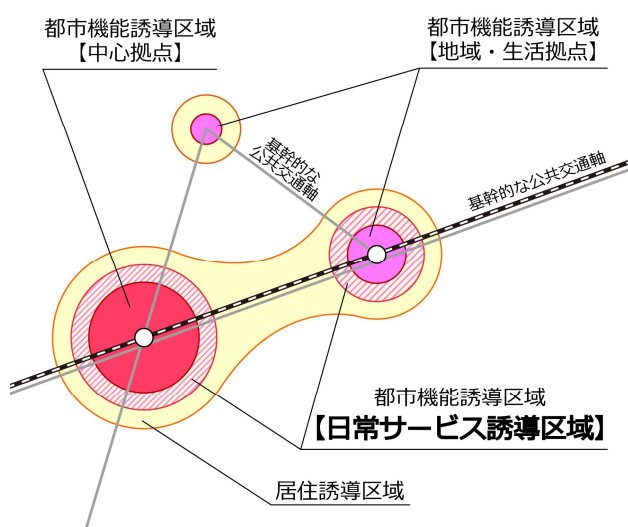 都市機能誘導区域
【中心拠点】
都市機能誘導区域
【地域・生活拠点】
基幹的な
公共交通軸
基幹的な公共交通軸
都市機能誘導区域
【日常サービス誘導区域】
居住誘導区域